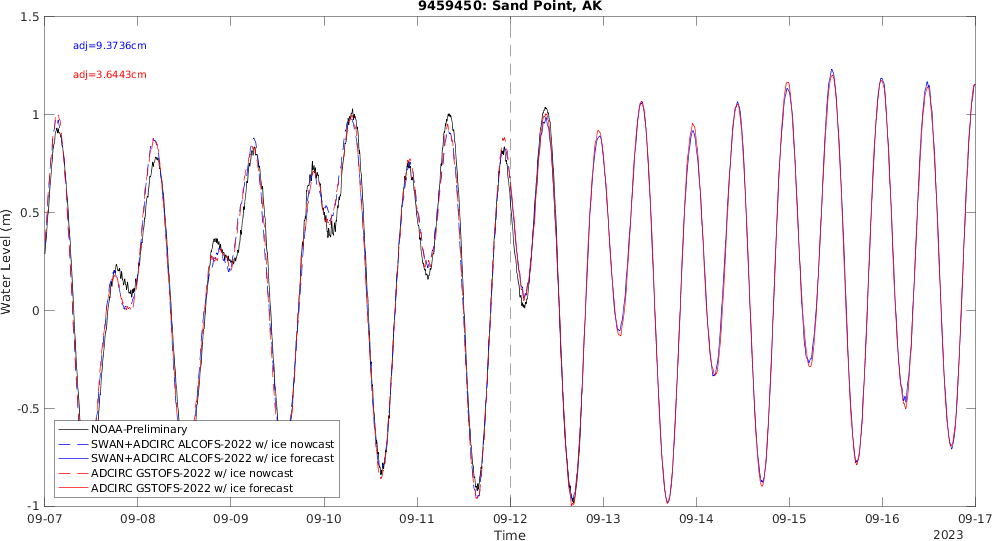 9459450: Sand Point, AK
adj=9.3736cm
adj=3.6443cm
Water Level (m)
1.5
1
0.5
0
-0.5
-1
NOAA-Preliminary
SWAN+ADCIRC ALCOFS-2022 w/ ice nowcast
SWAN+ADCIRC ALCOFS-2022 w/ ice forecast
ADCIRC GSTOFS-2022 w/ ice nowcast
ADCIRC GSTOFS-2022 w/ ice forecast
09-07 09-08 09-09 09-10 09-11 09-12 09-13 09-14 09-15 09-16 09-17
Time
2023